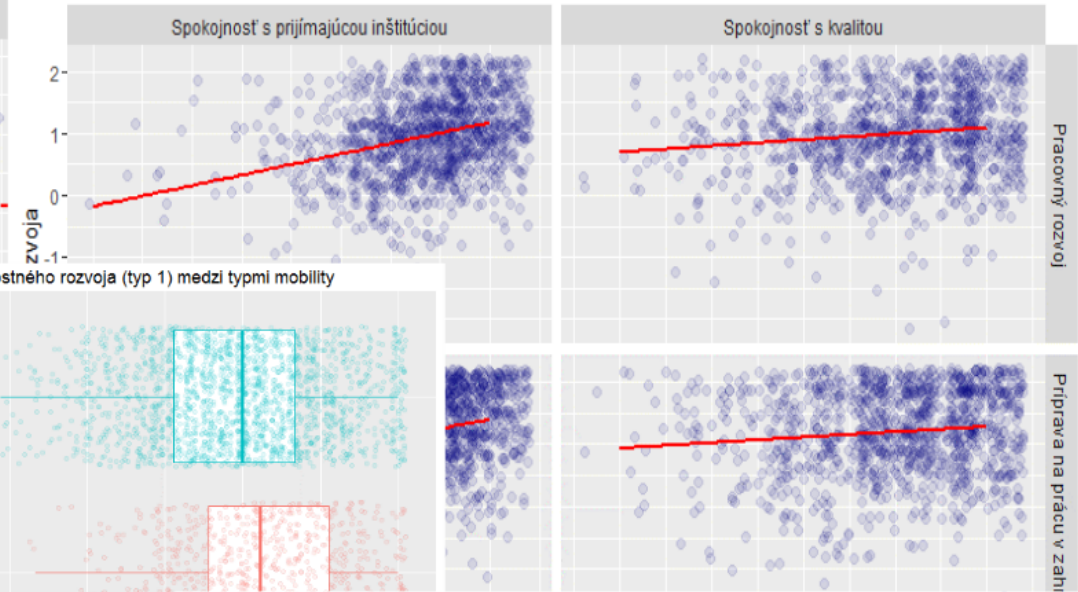 Spokojnosť s prijímajúcou inštitúciou
Spokojnosť s kvalitou
2
1
0
-1
zvoja
Pracovný rozvoj
ostného rozvoja (typ 1) medzi typmi mobility
Príprava na prácu v zahr